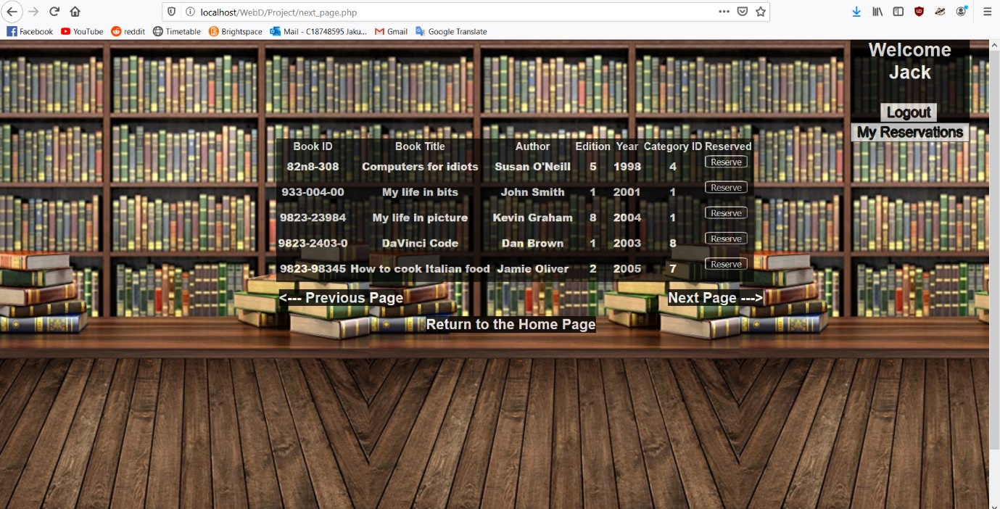 localhost/WebD/Project/next_page.php
Facebook YouTube reddit Timetable Brightspace Mail - C18748595 Jaku... Gmail Google Translate
Welcome
Jack
Logout
My Reservations
Book ID Book Title Author Edition Year Category ID Reserved
82n8-308 Computers for idiots Susan O'Neill 5 1998 4 Reserve
933-004-00 My life in bits John Smith 1 2001 1 Reserve
9823-23984 My life in picture Kevin Graham 8 2004 1 Reserve
9823-2403-0 DaVinci Code Dan Brown 1 2003 8 Reserve
9823-98345 How to cook Italian food Jamie Oliver 2 2005 7 Reserve
<--- Previous Page Next Page --->
Return to the Home Page